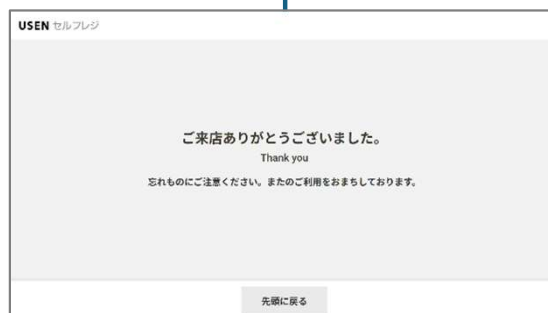 USEN セルフレジ
ご来店ありがとうございました。
Thank you
忘れものにご注意ください。またのご利用をおまちしております。
先頭に戻る